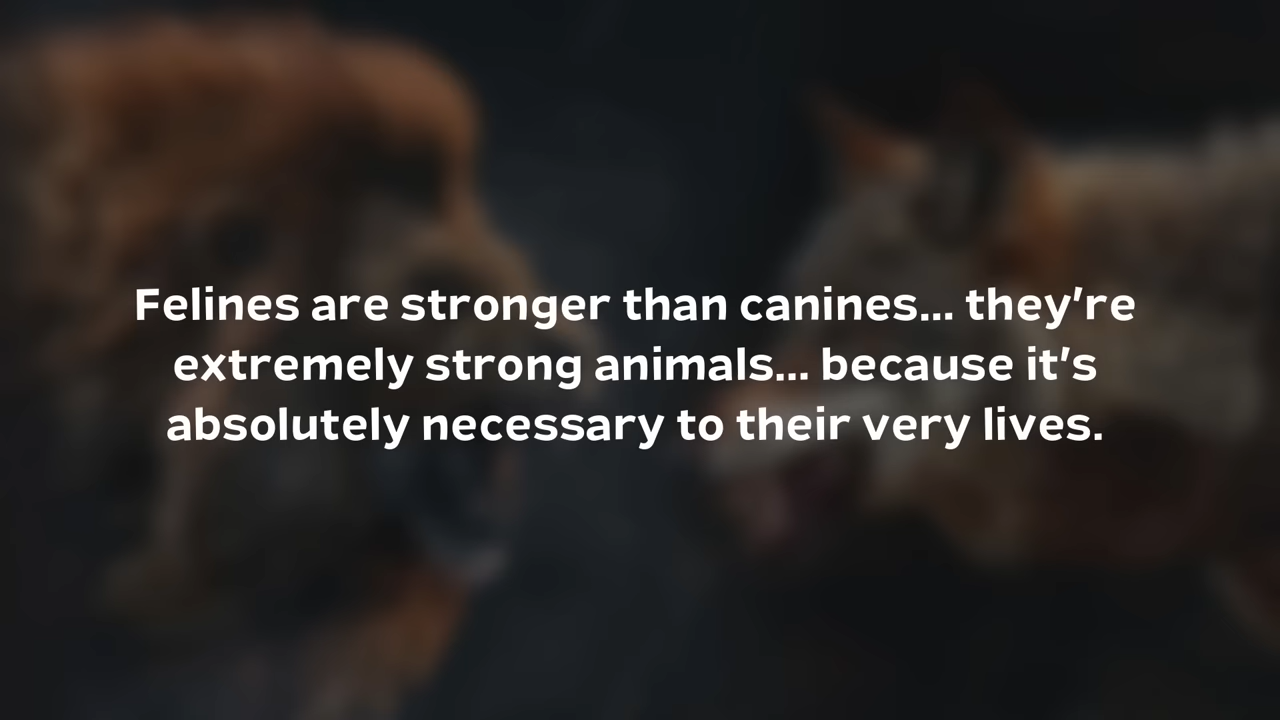 Felines are stronger than canines... they're
extremely strong animals... because it's
absolutely necessary to their very lives.